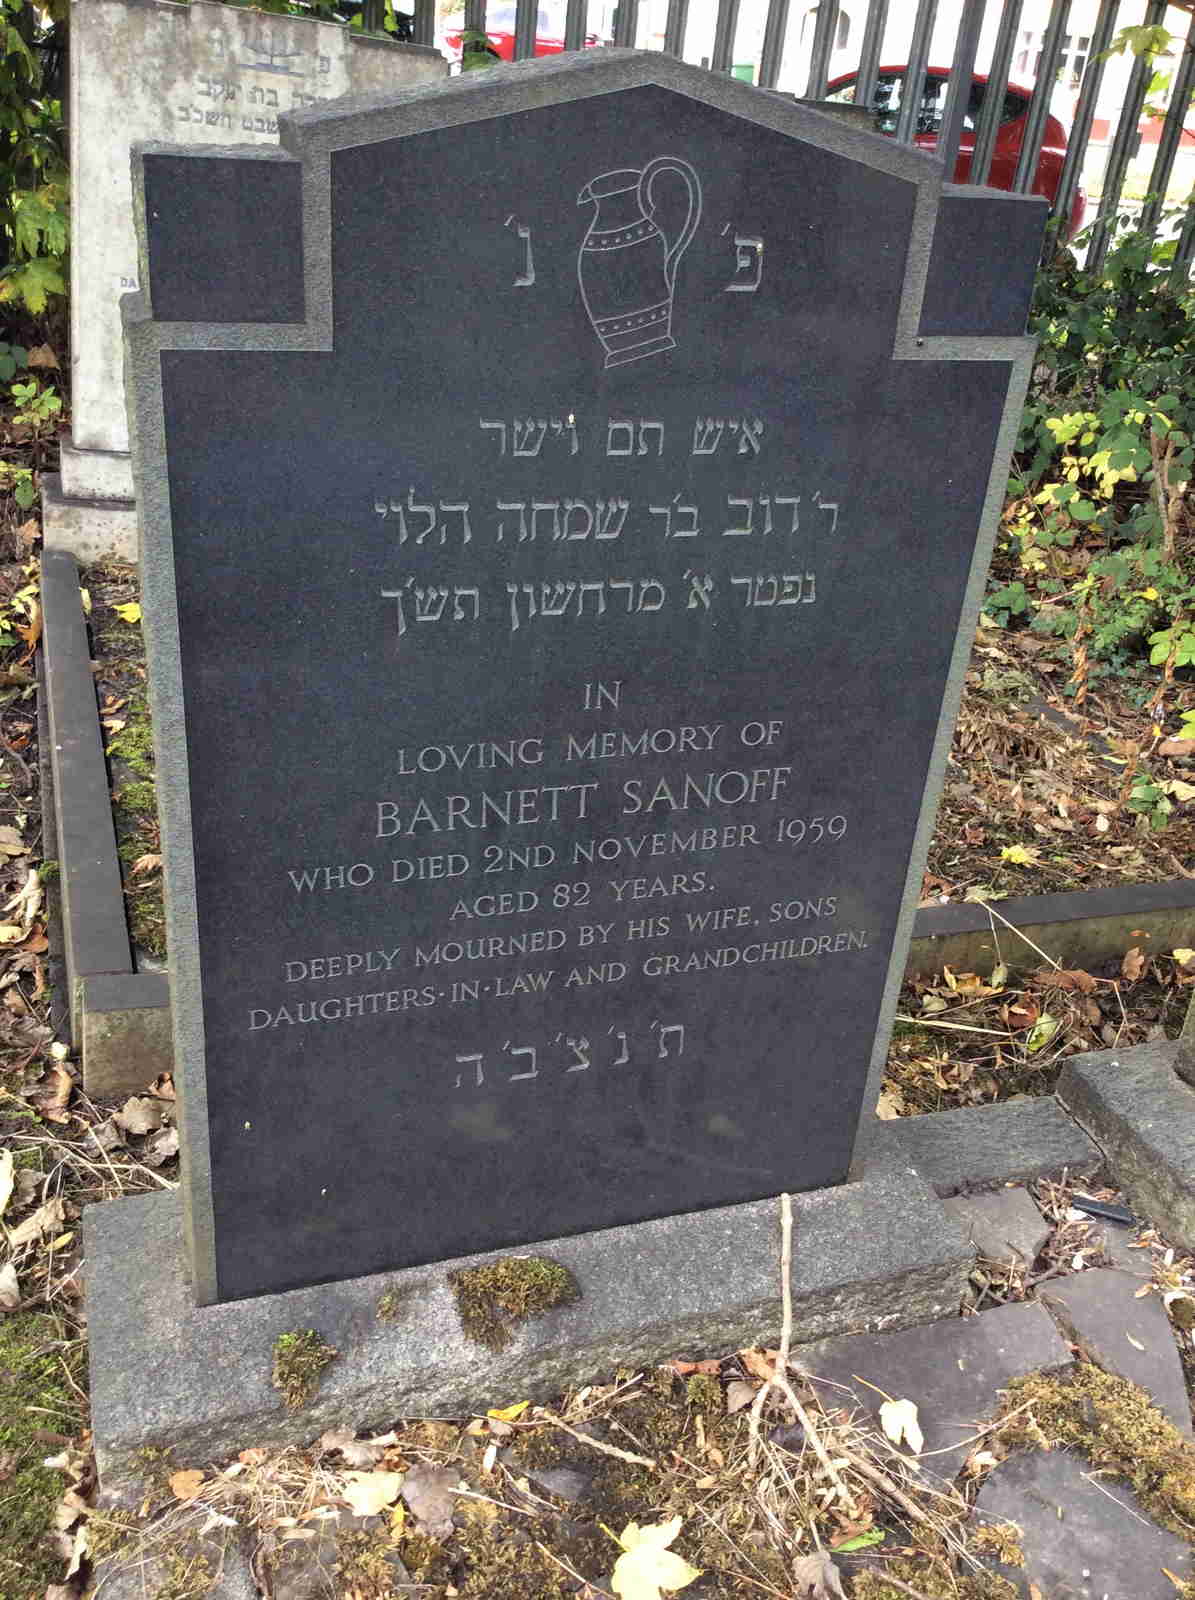 פ׳ נ׳
איש תם וישר
ר׳ דוב ב׳ר שמחה הלוי
נפטר א׳ מרחשון תש׳ך
IN
LOVING MEMORY OF
BARNETT SANOFF
WHO DIED 2ND NOVEMBER 1959
AGED 82 YEARS.
DEEPLY MOURNED BY HIS WIFE, SONS
DAUGHTERS·IN·LAW AND GRANDCHILDREN.
ת׳ נ׳ צ׳ ב׳ ה